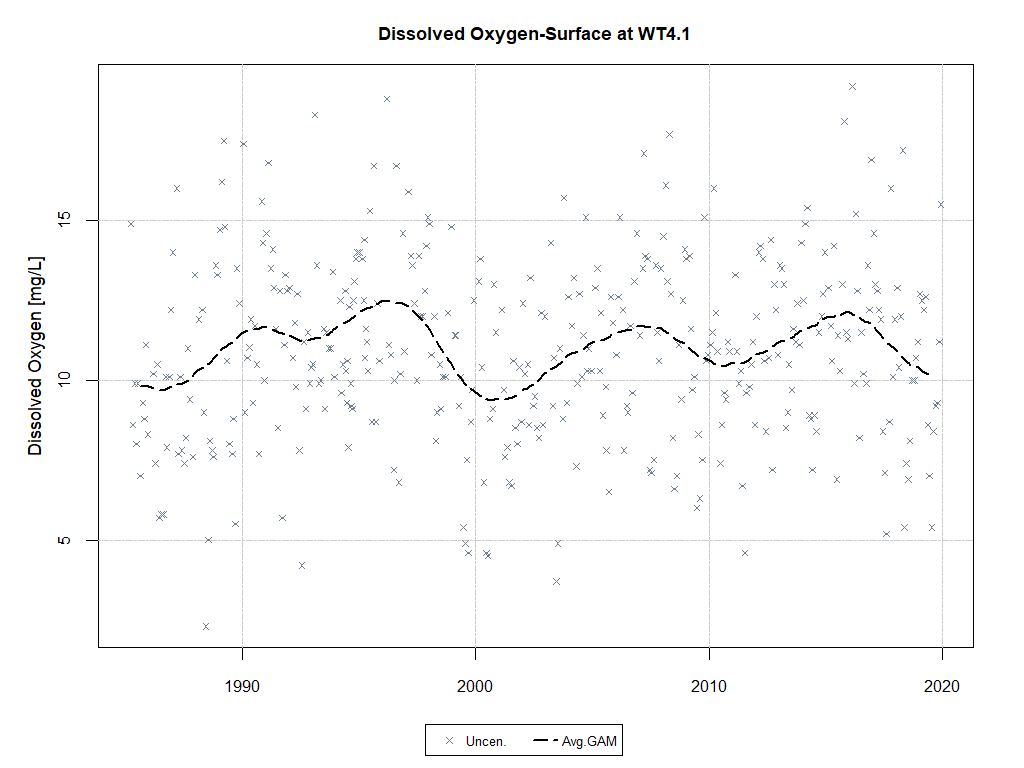 Dissolved Oxygen-Surface at WT4.1
Dissolved Oxygen [mg/L]
15
10
5
1990 2000 2010 2020
Uncen. Avg.GAM